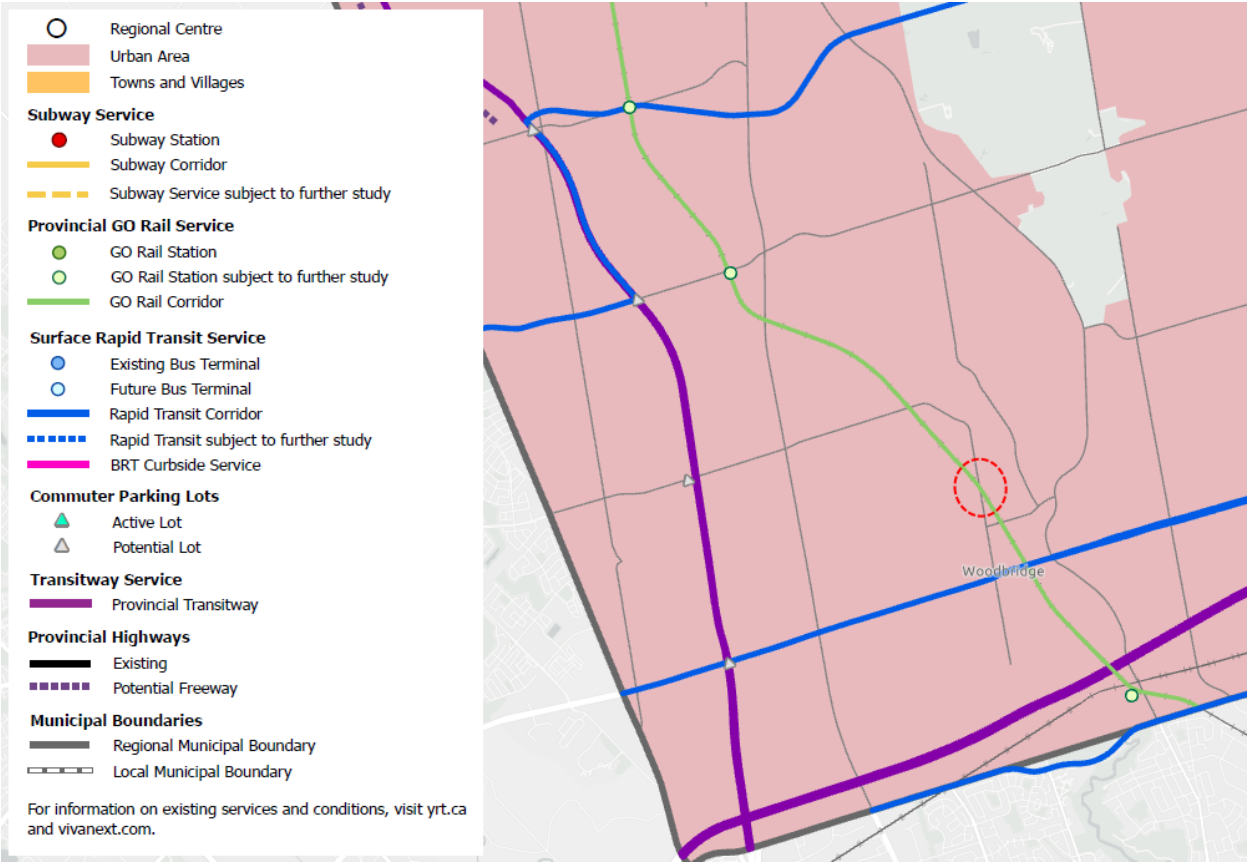 Regional Centre
Urban Area
Towns and Villages
Subway Service
Subway Station
Subway Corridor
Subway Service subject to further study
Provincial GO Rail Service
GO Rail Station
GO Rail Station subject to further study
GO Rail Corridor
Surface Rapid Transit Service
Existing Bus Terminal
Future Bus Terminal
Rapid Transit Corridor
Rapid Transit subject to further study
BRT Curbside Service
Commuter Parking Lots
Active Lot
Potential Lot
Transitway Service
Provincial Transitway
Provincial Highways
Existing
Potential Freeway
Municipal Boundaries
Regional Municipal Boundary
Local Municipal Boundary
For information on existing services and conditions, visit yrt.ca
and vivanext.com.
Woodbridge